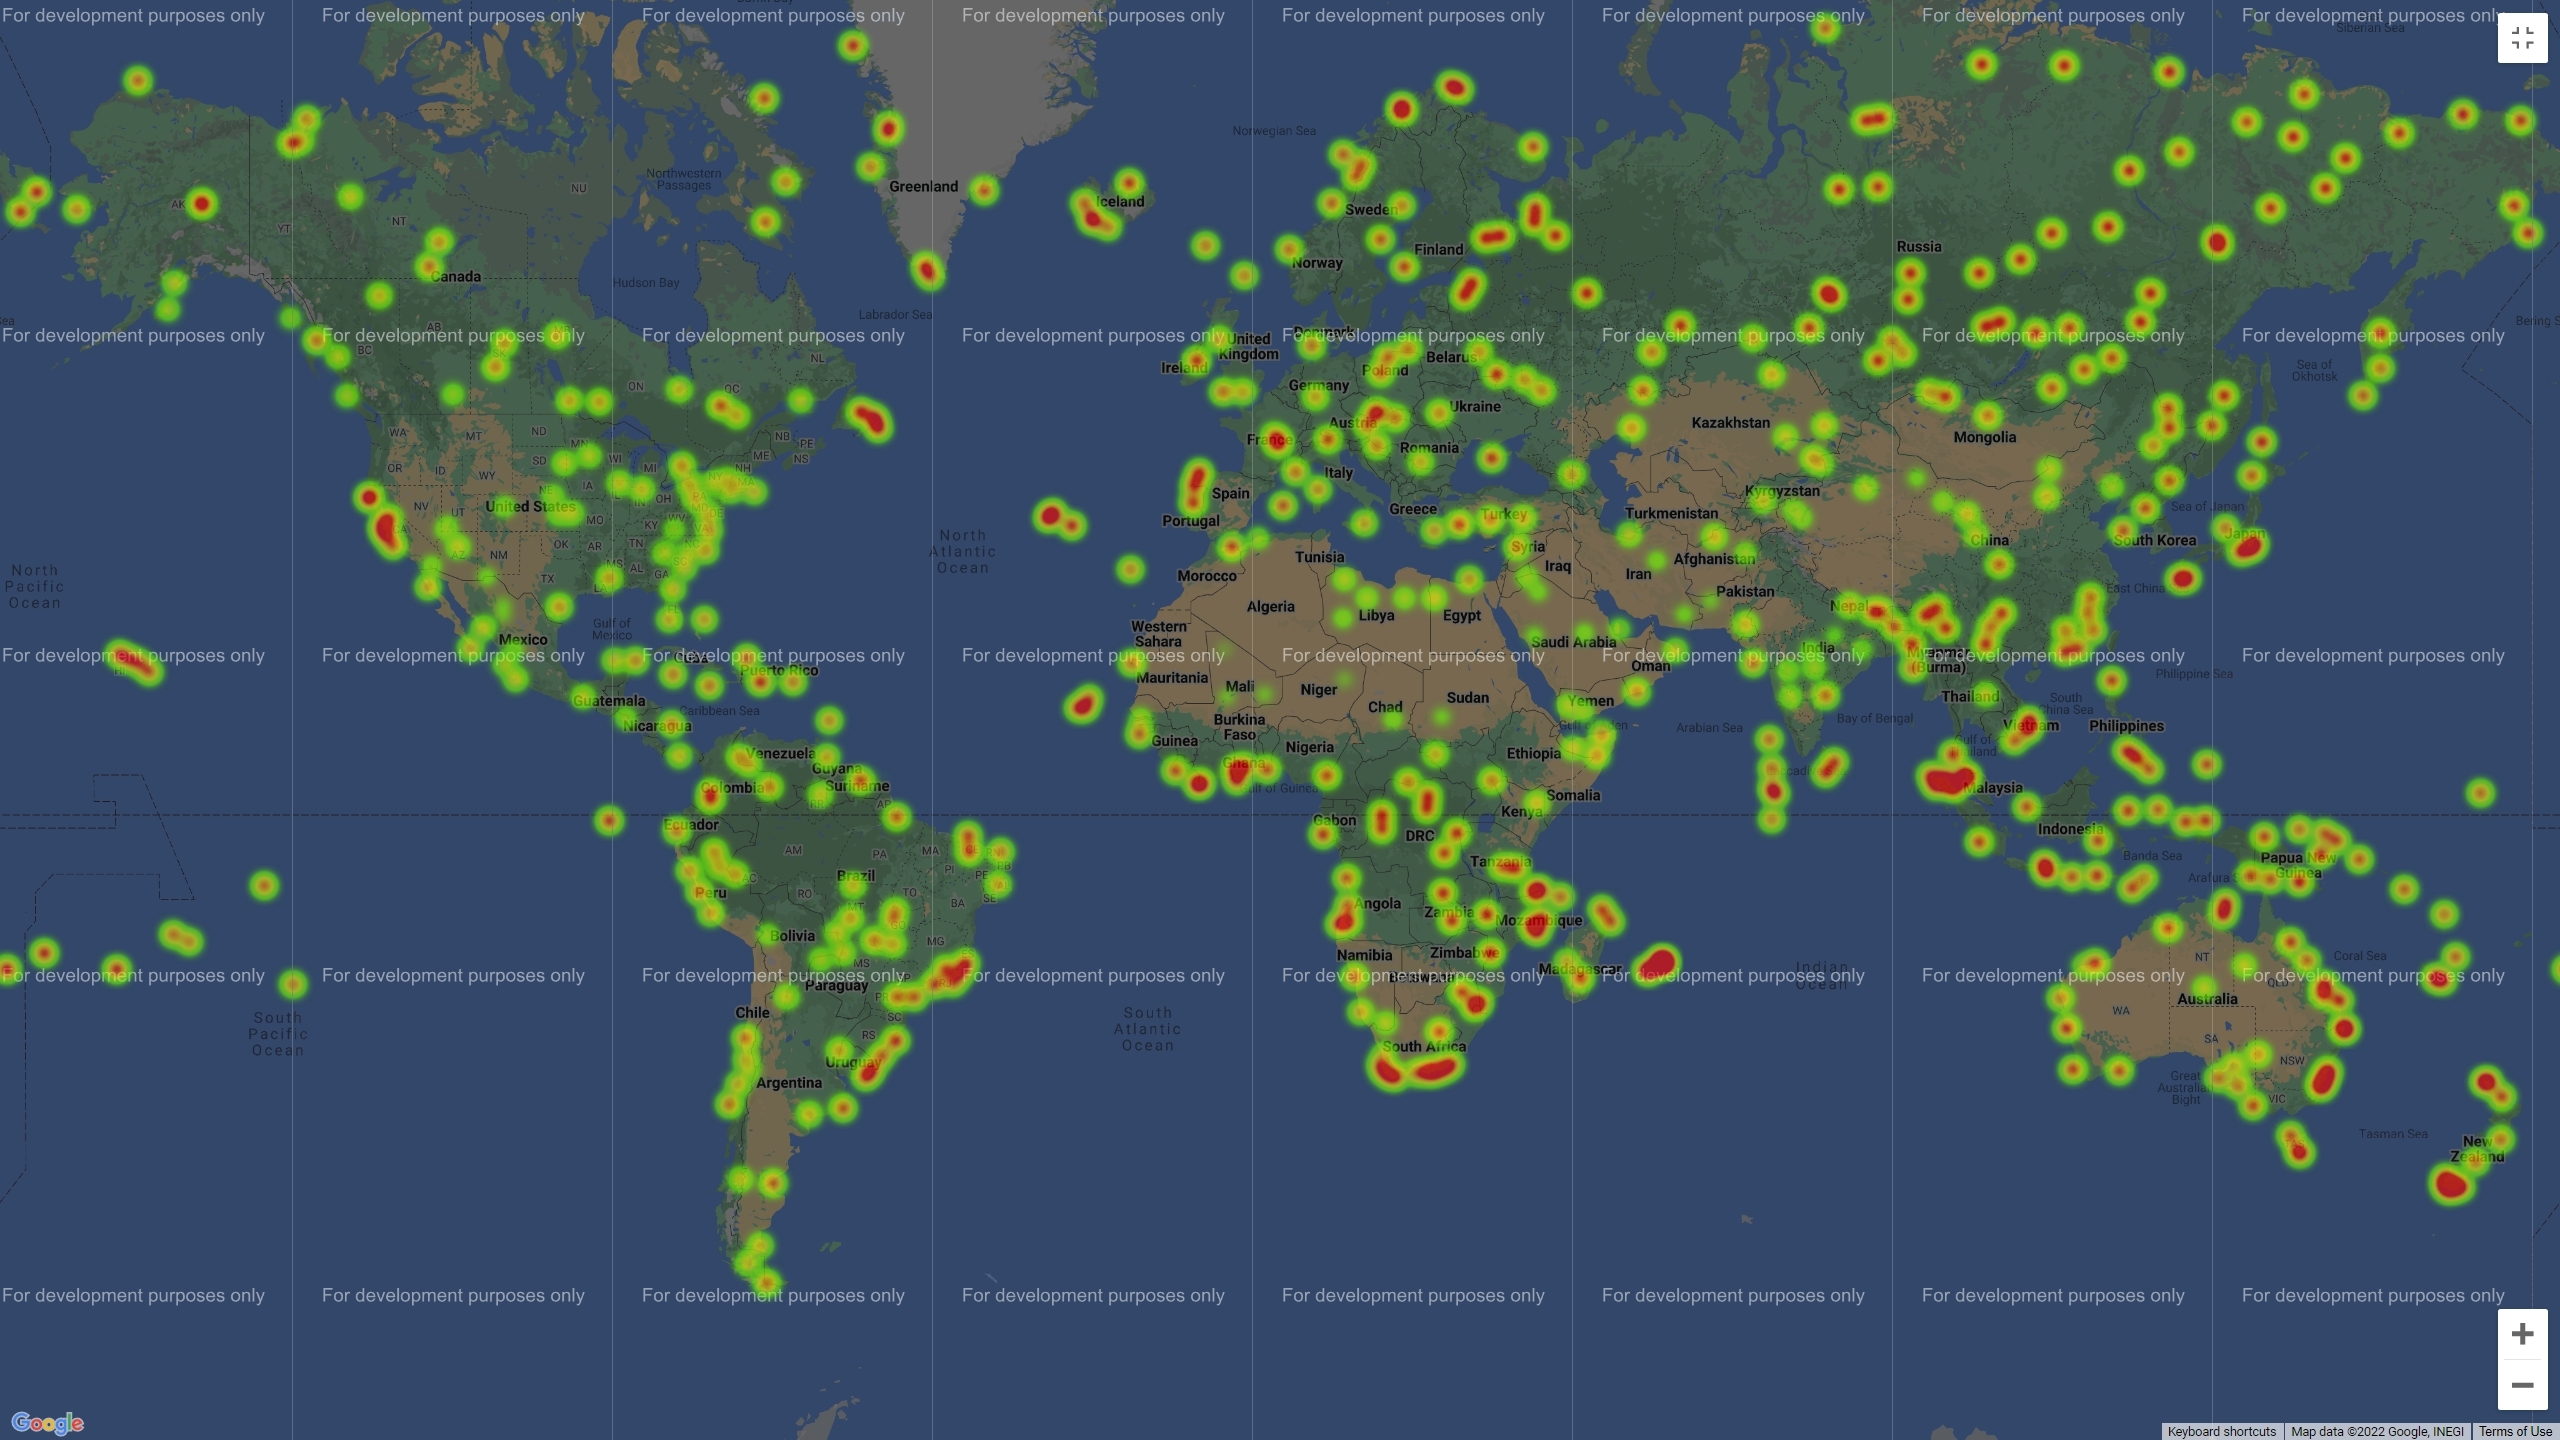 For development purposes only For development purposes only For development purposes only For development purposes only For development purposes only For development purposes only For development purposes only For development purposes only
Siberian Sea
Norwegian Sea
Northwestern
Passages
NU
Greenland
Iceland
AK
NT
YT
Sweden
Finland
Norway
Russia
Canada
Hudson Bay
Labrador Sea
Bering S
For development purposes only For development purposes only For development purposes only For development purposes only For development purposes only For development purposes only For development purposes only For development purposes only
AB
BC
NL
United
Kingdom
Denmark
Ireland
Belarus
Poland
Germany
Sea of
Okhotsk
ON
QC
Ukraine
Kazakhstan
Mongolia
WA
MT
ND
MN
NB
PE
NS
ME
Austria
France
Romania
OR
ID
SD
WI
MI
NH
WY
IA
Italy
Spain
Portugal
Greece
Turkey
Kyrgyzstan
Turkmenistan
NV
UT
United States
OH
MO
KY
WV
Sea of Japan
Japan
South Korea
China
North
Pacific
Ocean
North
Atlantic
Ocean
CA
AZ
NM
OK
AR
TN
MS
AL
GA
TX
LA
Tunisia
Morocco
Syria
Iraq
Iran
Afghanistan
Pakistan
East China
Nepal
Algeria
Libya
Egypt
Western
Sahara
Gulf of
Mexico
Mexico
Saudi Arabia
India
Myanmar
(Burma)
For development purposes only For development purposes only For development purposes only For development purposes only For development purposes only For development purposes only For development purposes only For development purposes only
Cuba
Puerto Rico
Oman
Mauritania
Mali
Niger
Chad
Sudan
Yemen
Thailand
Philippine Sea
South
China Sea
Guatemala
Caribbean Sea
Nicaragua
Burkina
Faso
Gulf of Aden
Arabian Sea
Bay of Bengal
Vietnam
Philippines
Guinea
Nigeria
Ethiopia
Gulf of
Thailand
Venezuela
Guyana
Suriname
Colombia
Ghana
Gulf of Guinea
Somalia
Malaysia
Ecuador
Gabon
DRC
Kenya
Indonesia
AM
PA
MA
Tanzania
Banda Sea
Papua New
Guinea
Brazil
Peru
Angola
Zambia
Mozambique
Bolivia
MG
Namibia
Zimbabwe
Botswana
Madagascar
Indian
Ocean
Coral Sea
NT
QLD
For development purposes only For development purposes only For development purposes only For development purposes only For development purposes only For development purposes only For development purposes only For development purposes only
Paraguay
Chile
Australia
WA
SA
South
Pacific
Ocean
South
Atlantic
Ocean
SC
RS
Uruguay
Argentina
South Africa
NSW
Great
Australian
Bight
VIC
Tasman Sea
New
Zealand
For development purposes only For development purposes only For development purposes only For development purposes only For development purposes only For development purposes only For development purposes only For development purposes only
Google
Keyboard shortcuts Map data ©2022 Google, INEGI Terms of Use